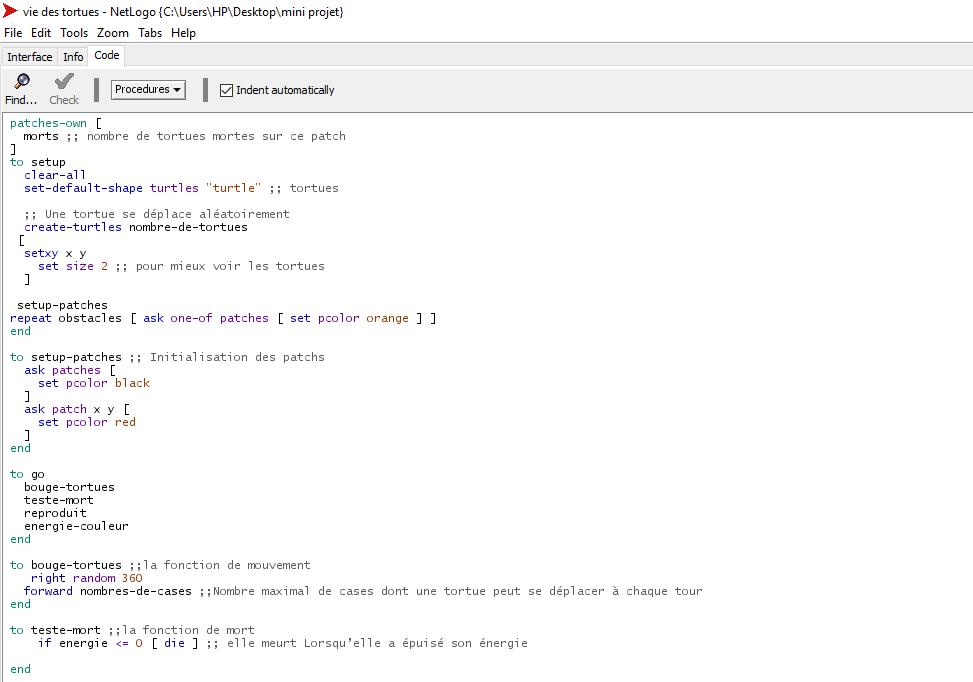 vie des tortues - NetLogo {C:\Users\HP\Desktop\mini projet}
File Edit Tools Zoom Tabs Help
Interface Info Code
Find... Check Procedures Indent automatically
patches-own [
  morts ;; nombre de tortues mortes sur ce patch
]
to setup
  clear-all
  set-default-shape turtles "turtle" ;; tortues
  ;; Une tortue se déplace aléatoirement
  create-turtles nombre-de-tortues
 [
  setxy x y
    set size 2 ;; pour mieux voir les tortues
  ]
 setup-patches
repeat obstacles [ ask one-of patches [ set pcolor orange ] ]
end
to setup-patches ;; Initialisation des patchs
  ask patches [
    set pcolor black
  ]
  ask patch x y [
    set pcolor red
  ]
end
to go
  bouge-tortues
  teste-mort
  reproduit
  energie-couleur
end
to bouge-tortues ;;la fonction de mouvement
   right random 360
  forward nombres-de-cases ;;Nombre maximal de cases dont une tortue peut se déplacer à chaque tour
end
to teste-mort ;;la fonction de mort
    if energie <= 0 [ die ] ;; elle meurt Lorsqu'elle a épuisé son énergie
end